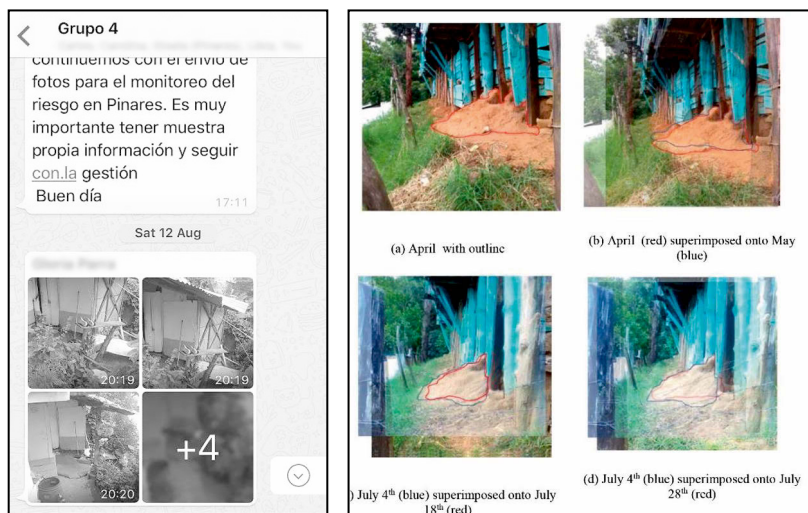 Grupo 4
continuemos con el envío de
fotos para el monitoreo del
riesgo en Pinares. Es muy
importante tener muestra
propia información y seguir
con.la gestión
Buen día
17:11
Sat 12 Aug
20:19
20:19
20:20
+4
(a) April with outline
(b) April (red) superimposed onto May
(blue)
) July 4th (blue) superimposed onto July
18th (red)
(d) July 4th (blue) superimposed onto July
28th (red)